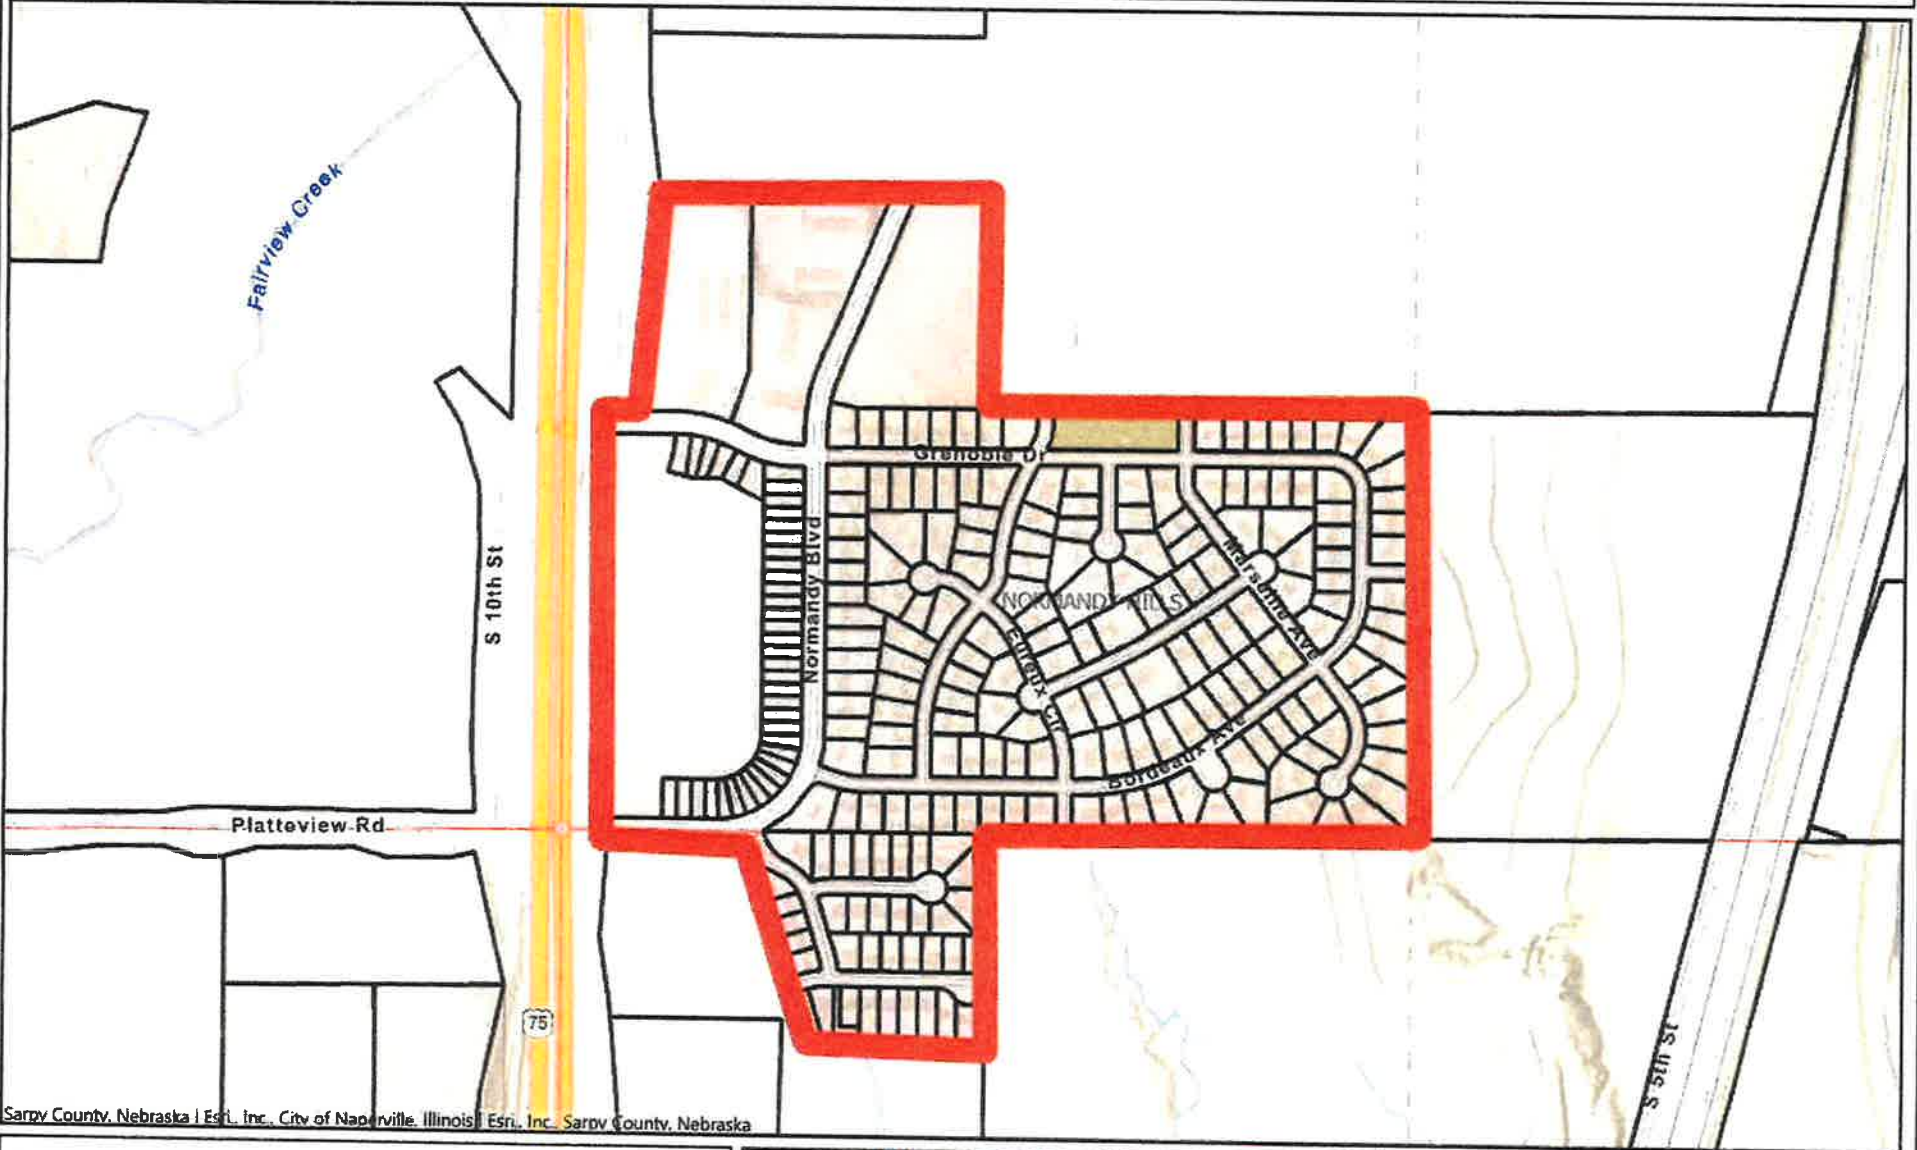 Fairview Creek
S 10th St
Normandy Blvd
Grenoble Dr
NORMANDY HILLS
Marseille Ave
Eureux Cir
Bordeaux Ave
Platteview Rd
75
S 5th St
Sarpy County, Nebraska | Esri, Inc., City of Naperville, Illinois | Esri, Inc., Sarpy County, Nebraska